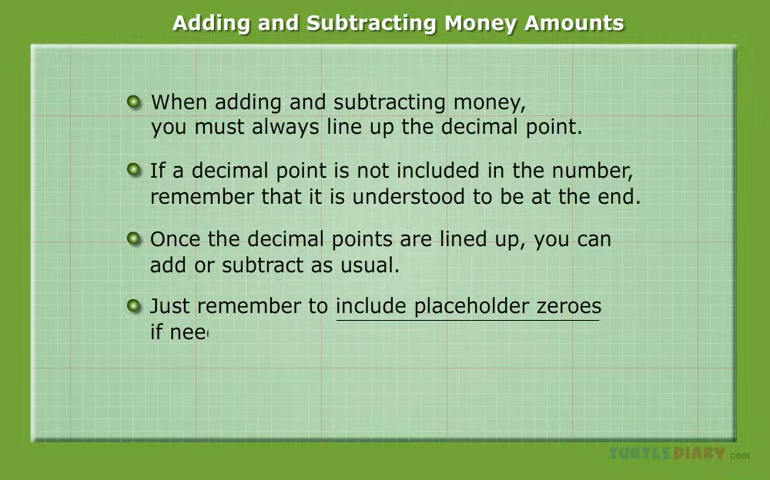 Adding and Subtracting Money Amounts
When adding and subtracting money,
you must always line up the decimal point.
If a decimal point is not included in the number,
remember that it is understood to be at the end.
Once the decimal points are lined up, you can
add or subtract as usual.
Just remember to include placeholder zeroes
if nee
TURTLEDIARY.com